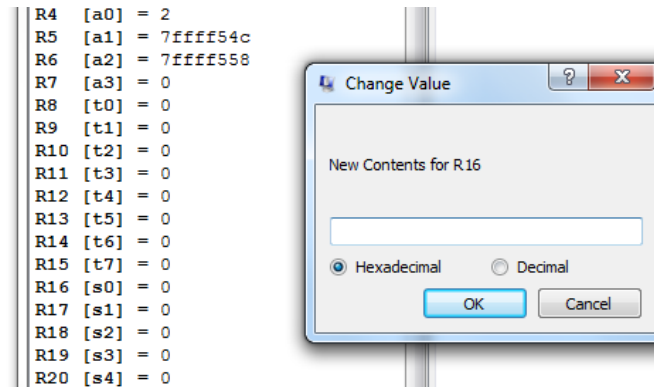 R4 [a0] = 2
R5 [a1] = 7ffff54c
R6 [a2] = 7ffff558
R7 [a3] = 0
R8 [t0] = 0
R9 [t1] = 0
R10 [t2] = 0
R11 [t3] = 0
R12 [t4] = 0
R13 [t5] = 0
R14 [t6] = 0
R15 [t7] = 0
R16 [s0] = 0
R17 [s1] = 0
R18 [s2] = 0
R19 [s3] = 0
R20 [s4] = 0
Change Value
New Contents for R16
Hexadecimal Decimal
OK Cancel